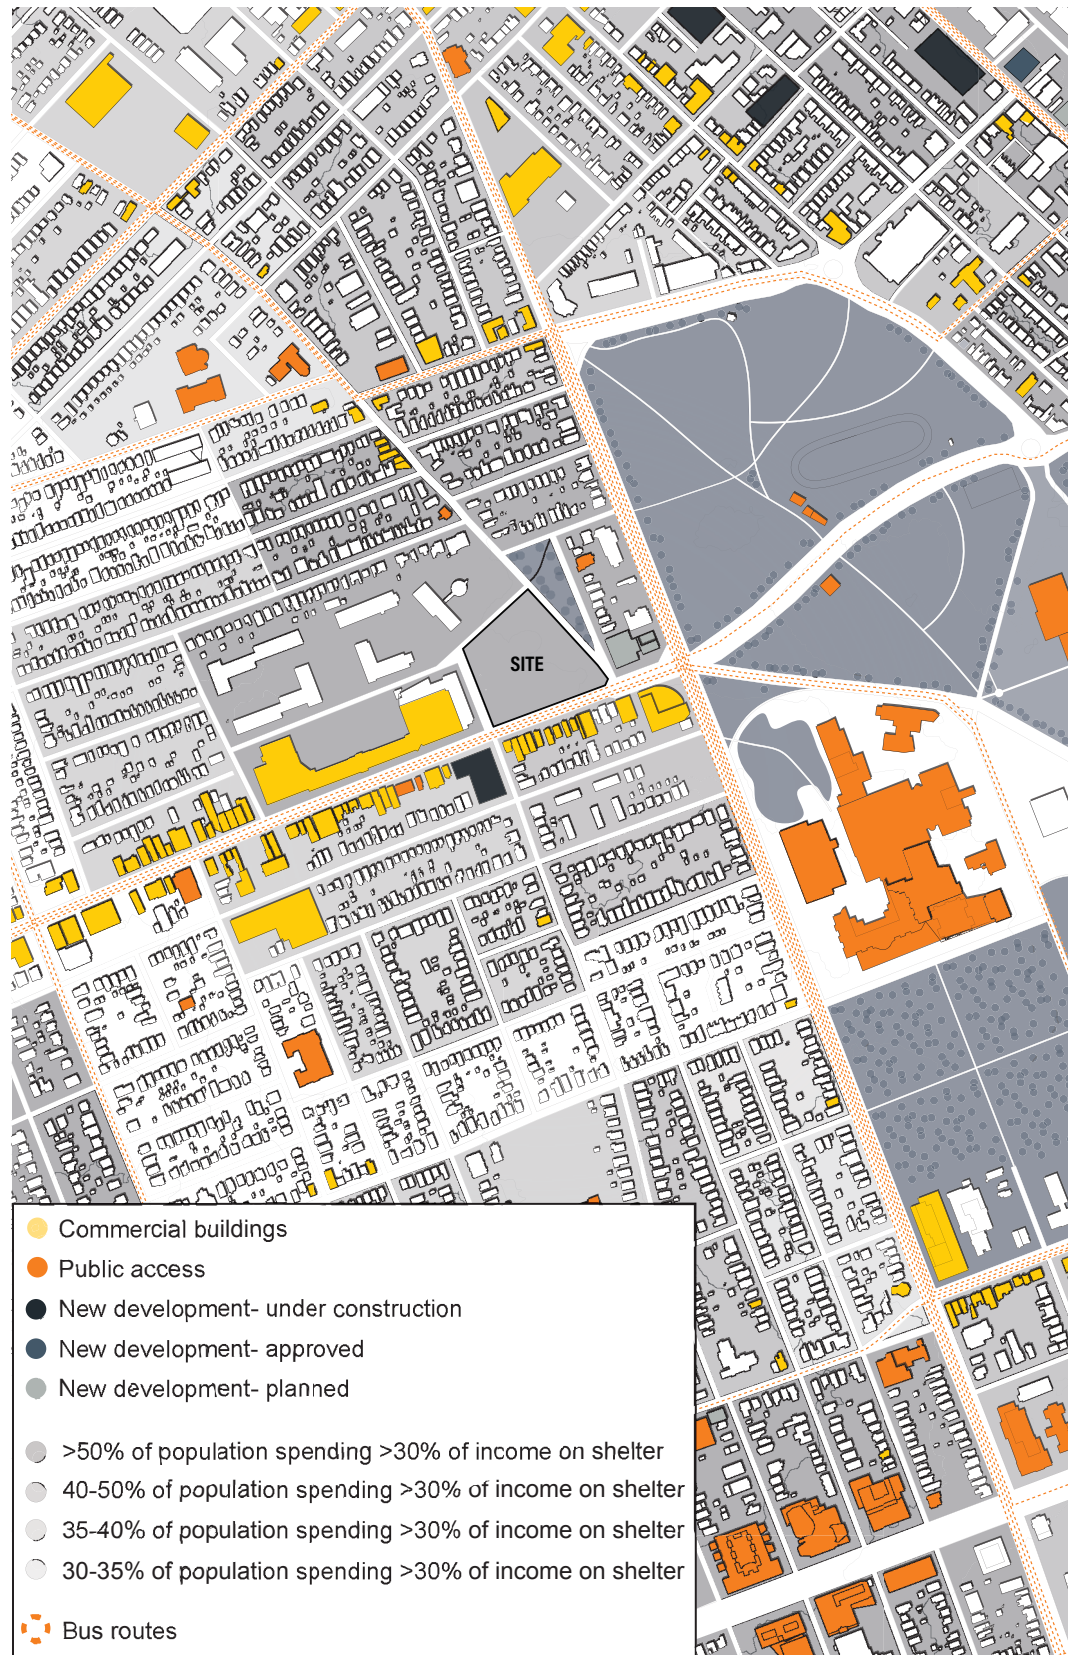 SITE
Commercial buildings
Public access
New development- under construction
New development- approved
New development- planned
>50% of population spending >30% of income on shelter
40-50% of population spending >30% of income on shelter
35-40% of population spending >30% of income on shelter
30-35% of population spending >30% of income on shelter
Bus routes